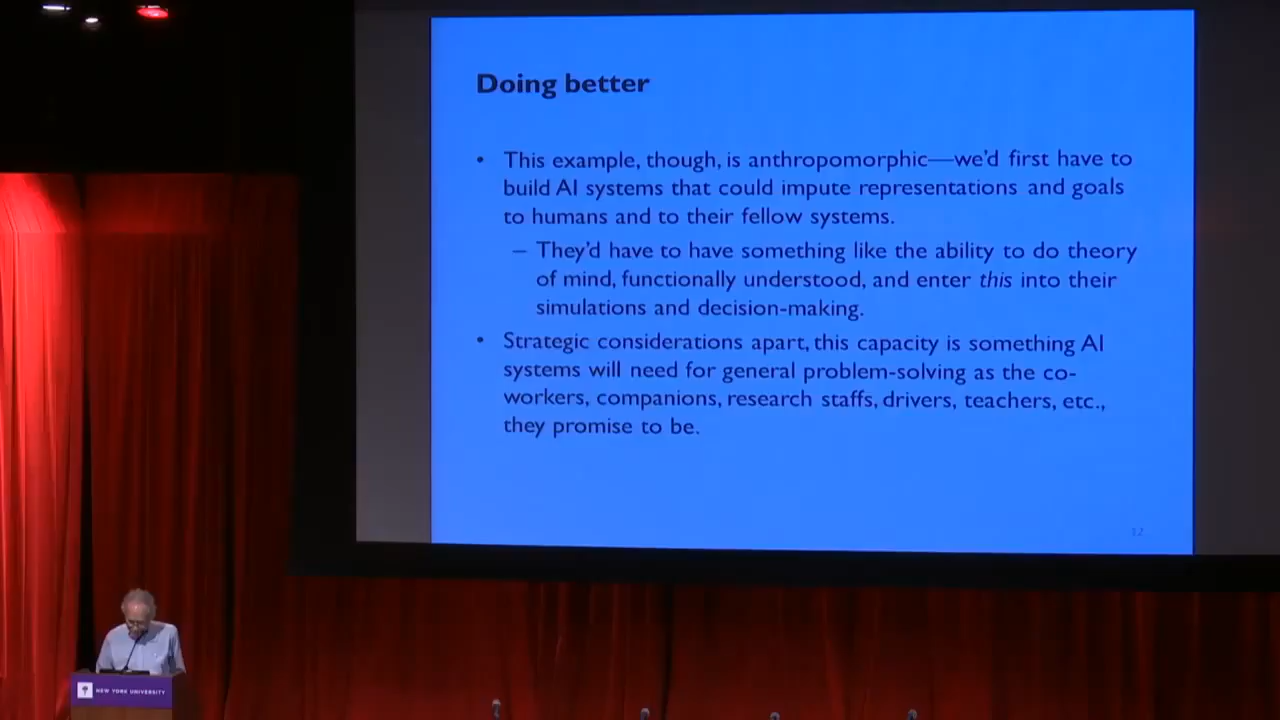 Doing better
• This example, though, is anthropomorphic—we'd first have to
build AI systems that could impute representations and goals
to humans and to their fellow systems.
– They'd have to have something like the ability to do theory
of mind, functionally understood, and enter this into their
simulations and decision-making.
• Strategic considerations apart, this capacity is something AI
systems will need for general problem-solving as the co-
workers, companions, research staffs, drivers, teachers, etc.,
they promise to be.
12
NEW YORK UNIVERSITY